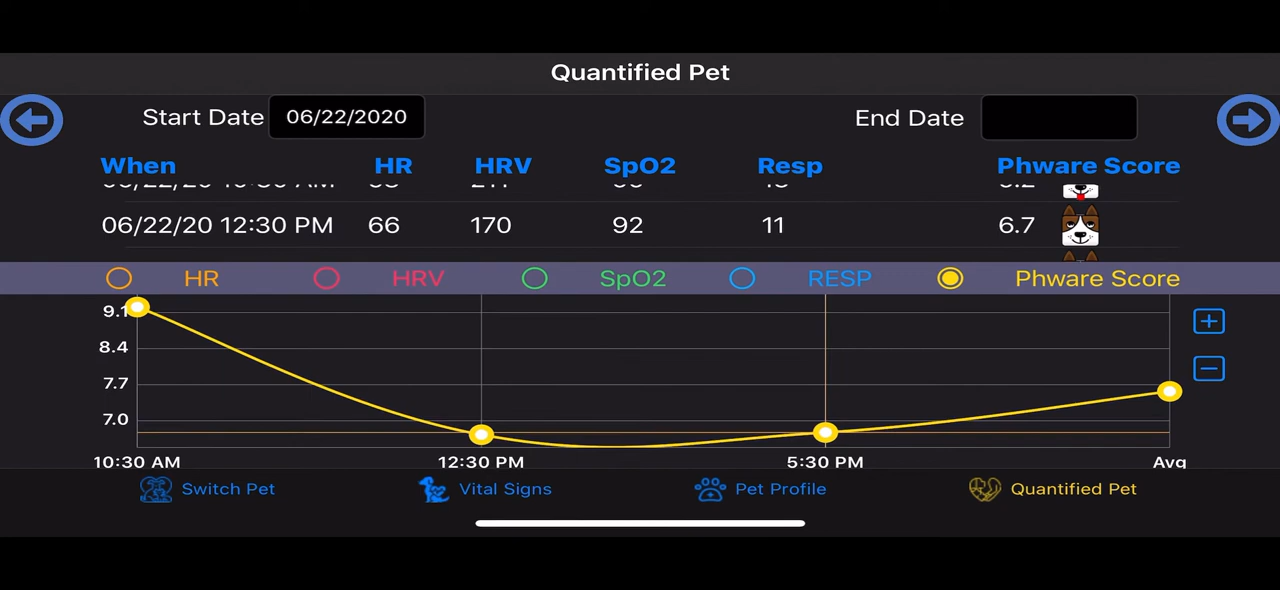 Quantified Pet
Start Date 06/22/2020 End Date
When HR HRV SpO2 Resp Phware Score
06/22/20 12:30 PM 66 170 92 11 6.7
HR HRV SpO2 RESP Phware Score
9.1
8.4
7.7
7.0
10:30 AM 12:30 PM 5:30 PM Avg
Switch Pet Vital Signs Pet Profile Quantified Pet